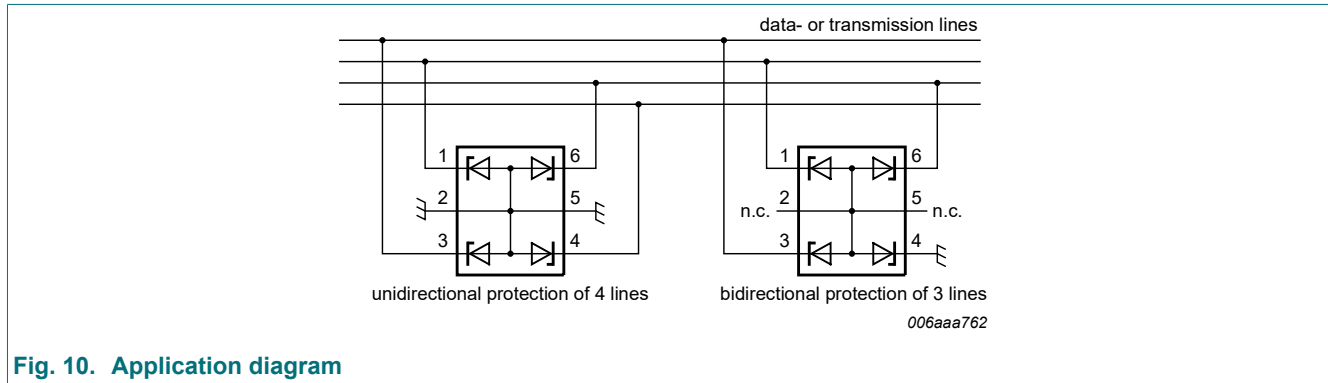 data- or transmission lines
1 6 1 6
2 5 n.c. 2 5 n.c.
3 4 3 4
unidirectional protection of 4 lines
bidirectional protection of 3 lines
006aaa762
Fig. 10. Application diagram